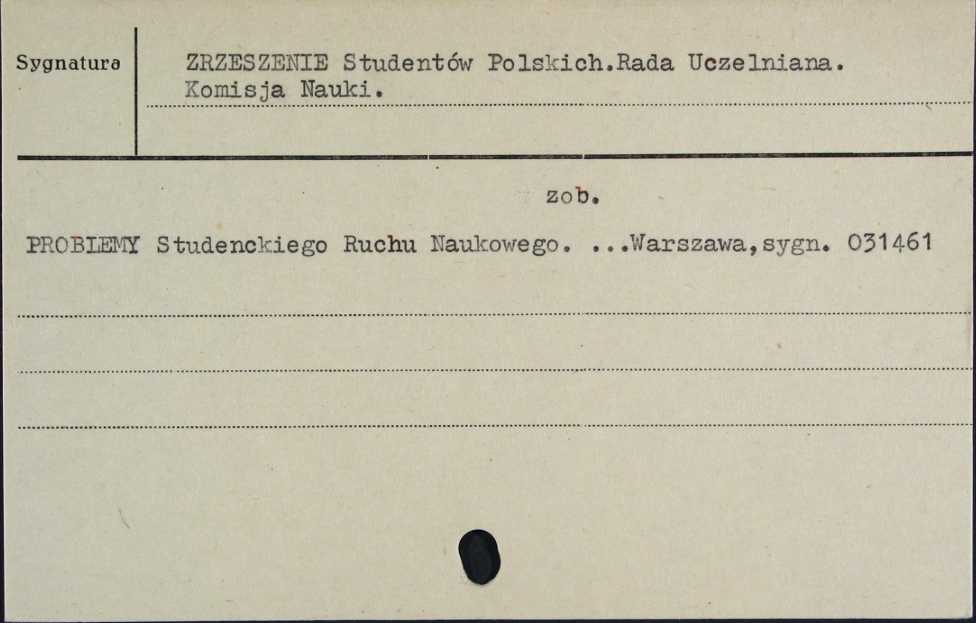 Sygnatura
ZRZESZENIE Studentów Polskich.Rada Uczelniana.
Komisja Nauki.
zob.
PROBLEMY Studenckiego Ruchu Naukowego. ...Warszawa,sygn. 031461